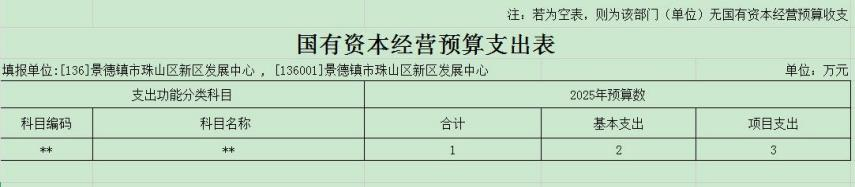 注：若为空表，则为该部门（单位）无国有资本经营预算收支
国有资本经营预算支出表
填报单位:[136]景德镇市珠山区新区发展中心 , [136001]景德镇市珠山区新区发展中心 单位：万元
支出功能分类科目 2025年预算数
科目编码 科目名称 合计 基本支出 项目支出
** ** 1 2 3